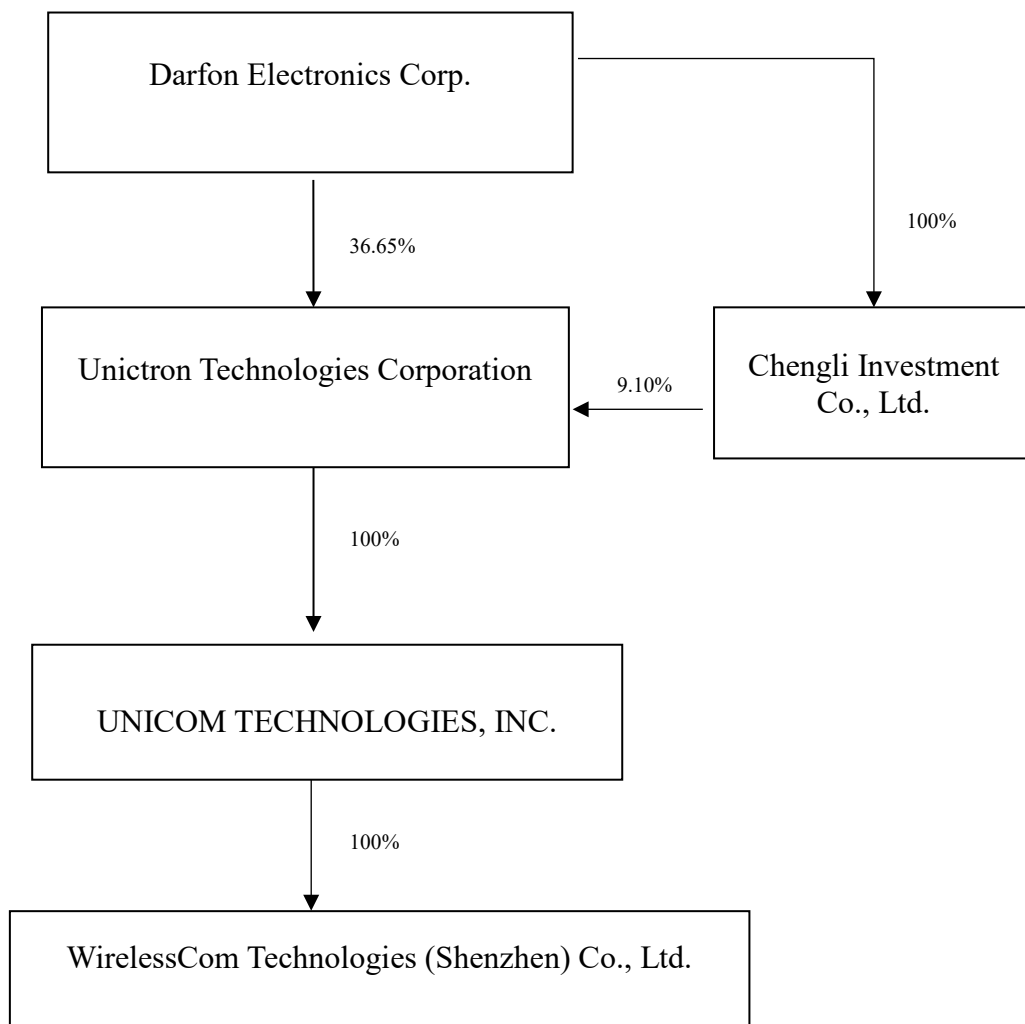 Darfon Electronics Corp.
100%
36.65%
Unictron Technologies Corporation
9.10%
Chengli Investment
Co., Ltd.
100%
UNICOM TECHNOLOGIES, INC.
100%
WirelessCom Technologies (Shenzhen) Co., Ltd.